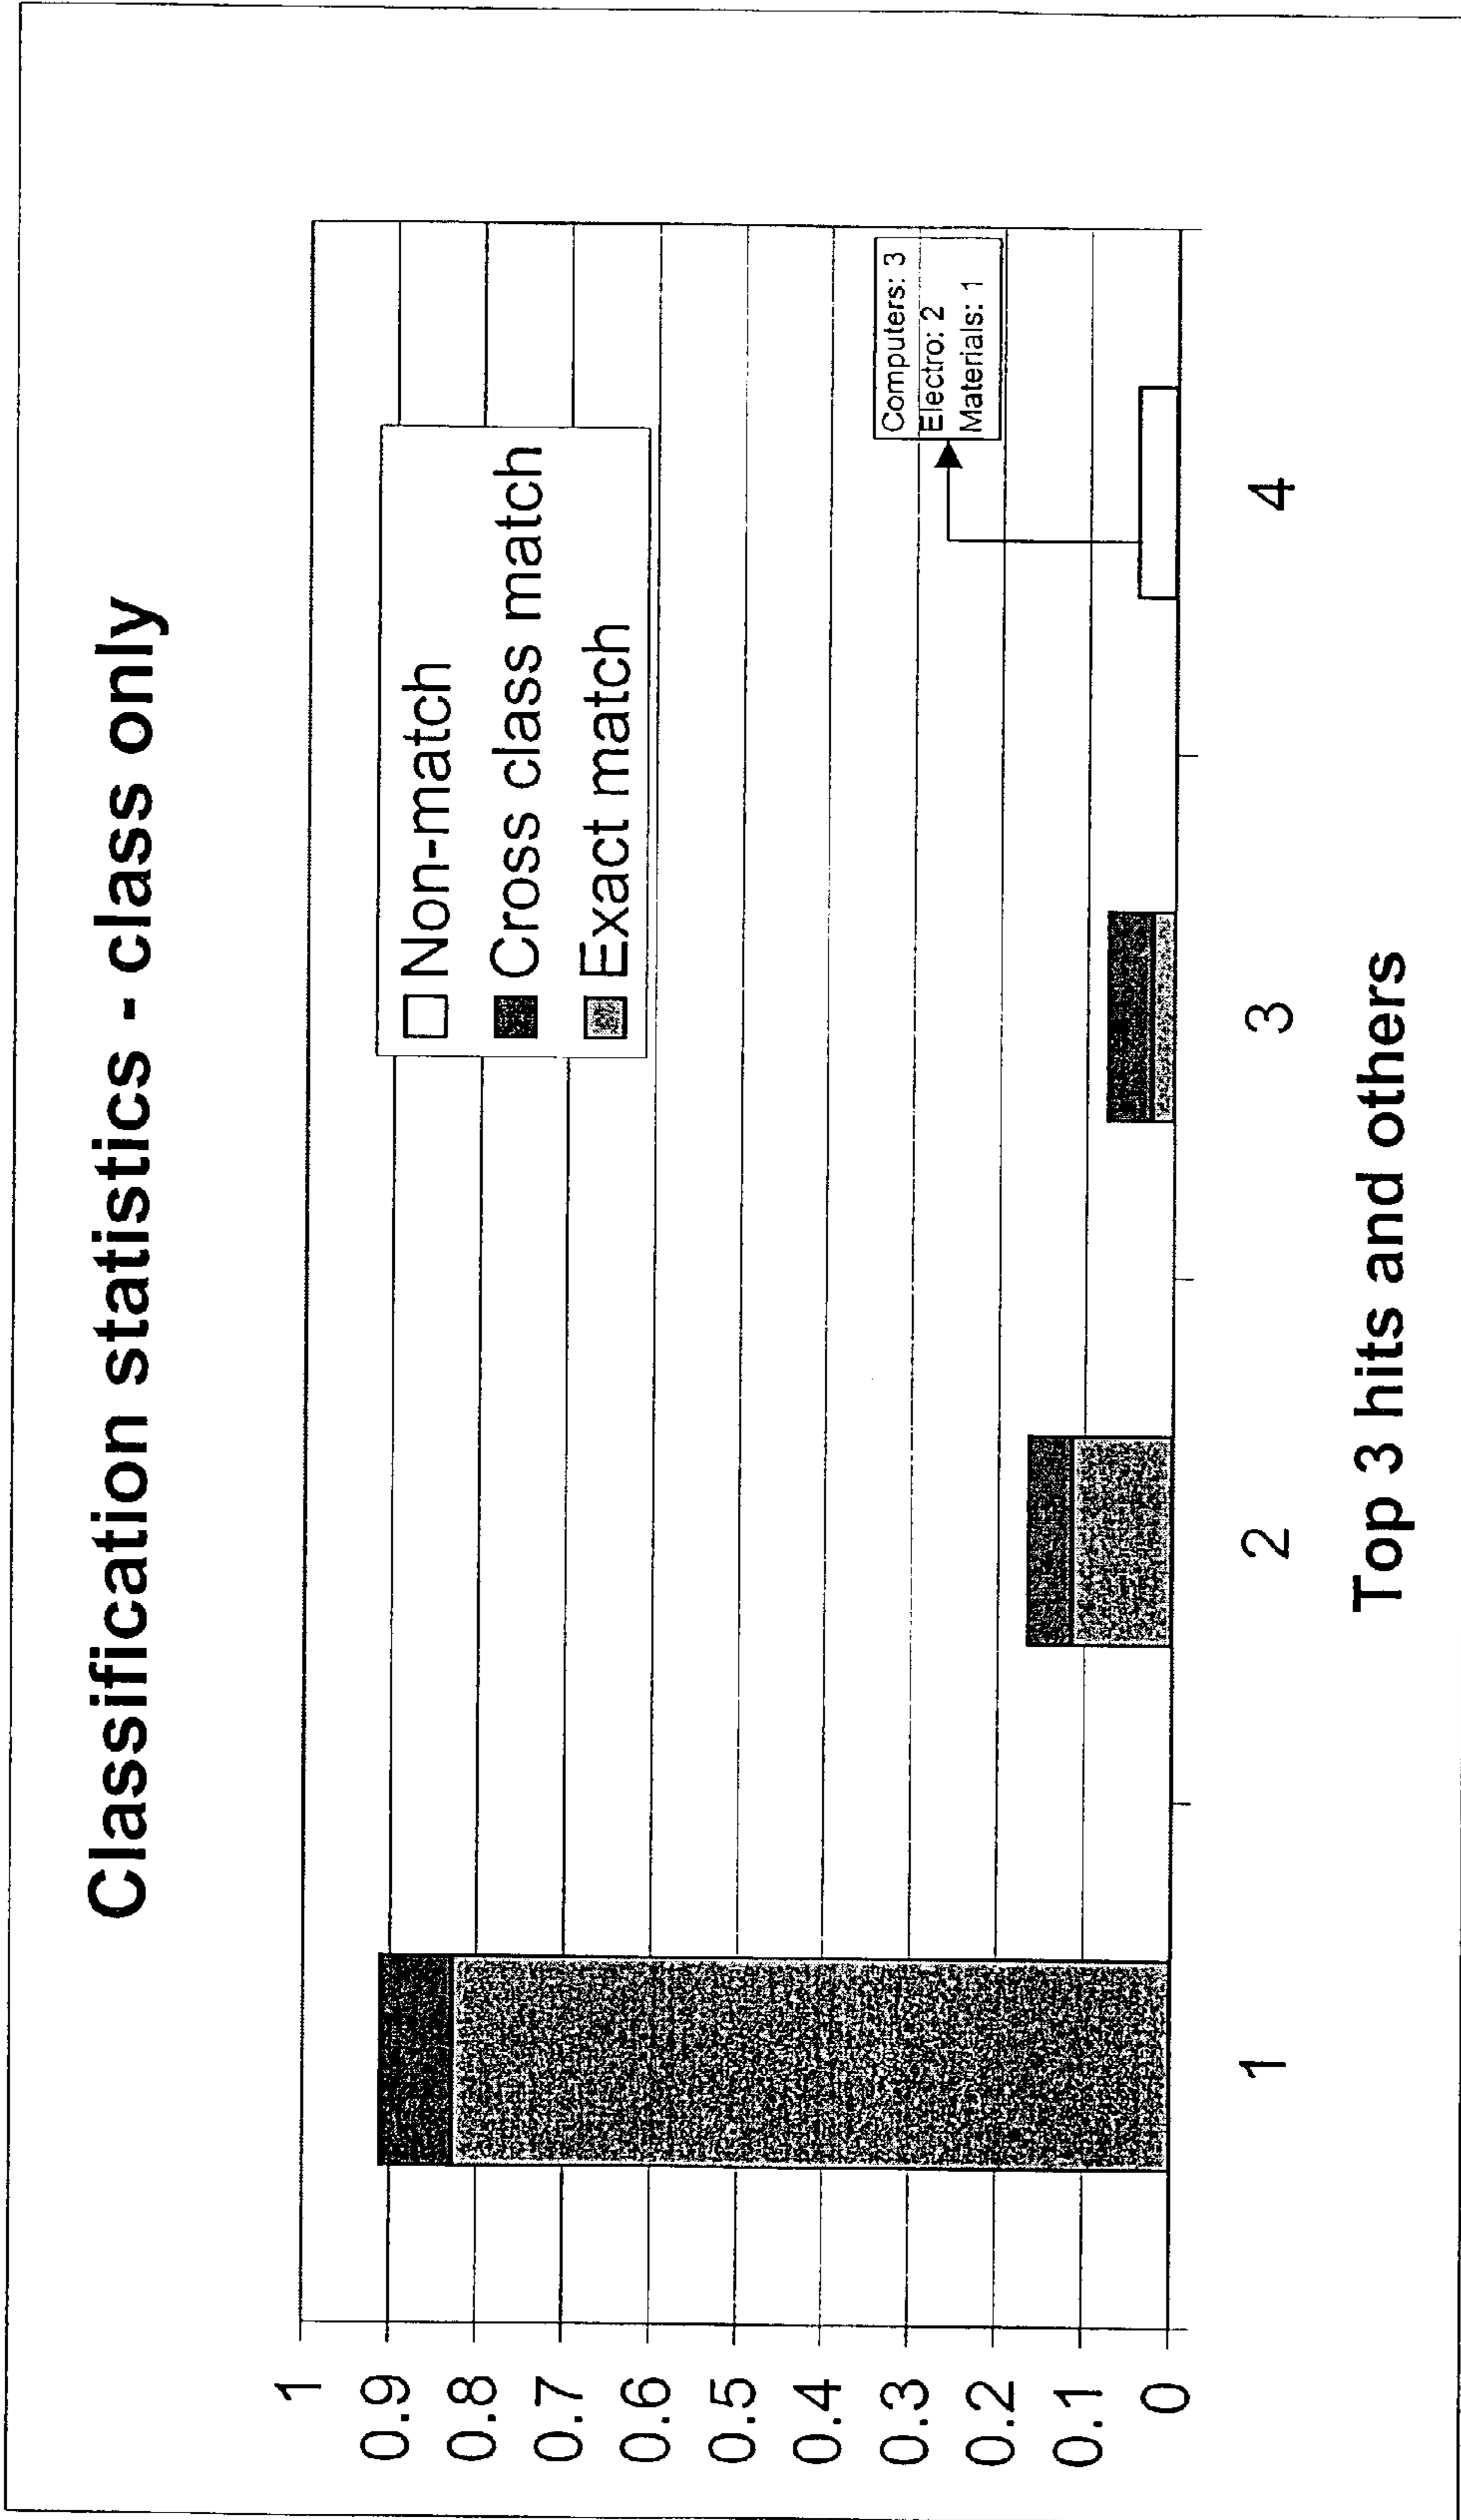 Classification statistics - class only
1
0.9
0.8
0.7
0.6
0.5
0.4
0.3
0.2
0.1
0
Non-match
Cross class match
Exact match
Computers: 3
Electro: 2
Materials: 1
1 2 3 4
Top 3 hits and others